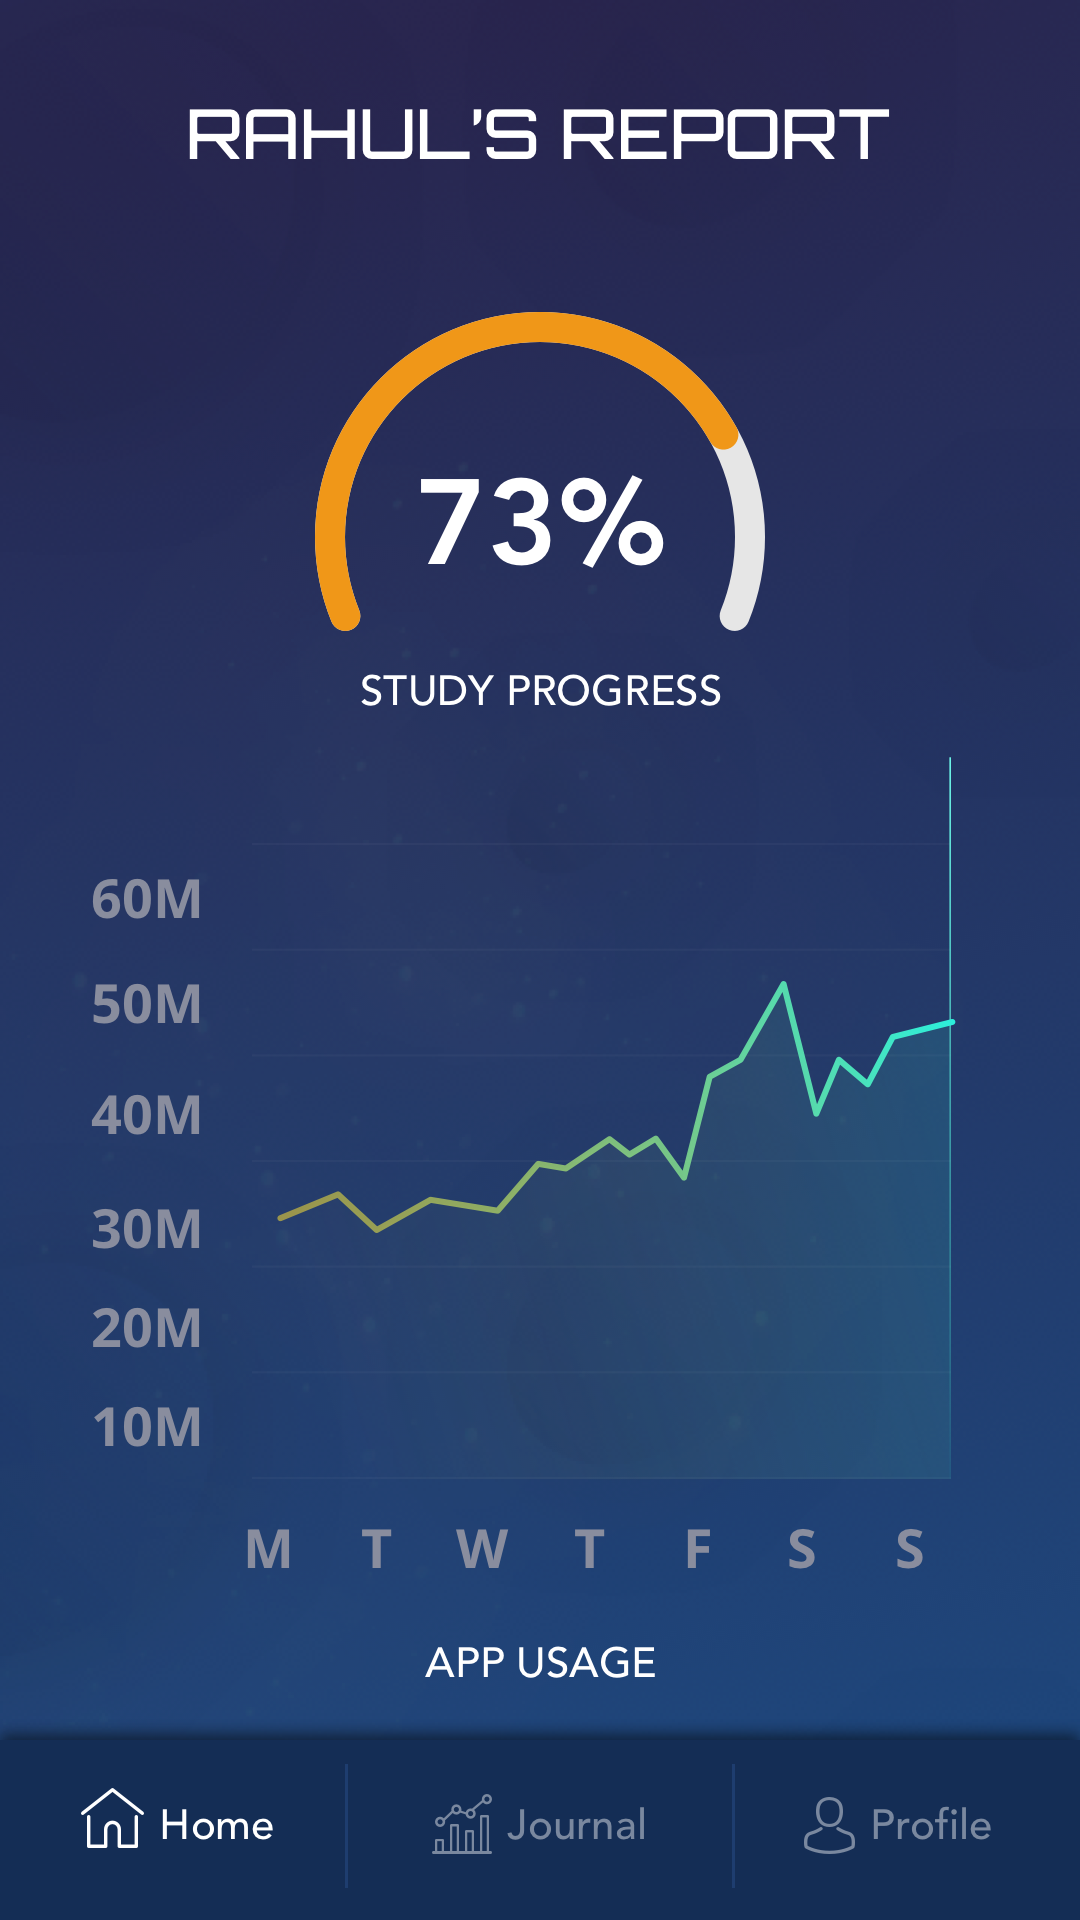 RAHUL’S REPORT
73%
STUDY PROGRESS
60M
50M
40M
30M
20M
10M
M T W T F S S
APP USAGE
Home Journal Profile